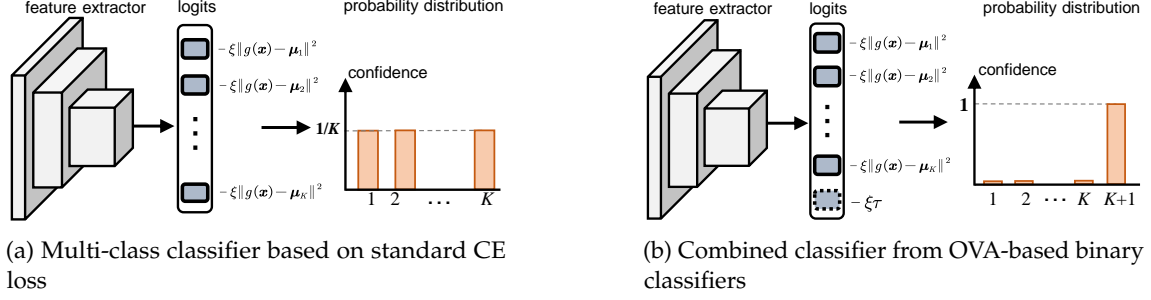 feature extractor logits probability distribution
− ξ‖g(x) − μ₁‖²
− ξ‖g(x) − μ₂‖²
− ξ‖g(x) − μ_K‖²
confidence
1/K
1 2 ... K
(a) Multi-class classifier based on standard CE
loss
feature extractor logits probability distribution
− ξ‖g(x) − μ₁‖²
− ξ‖g(x) − μ₂‖²
− ξ‖g(x) − μ_K‖²
− ξτ
confidence
1
1 2 ... K K+1
(b) Combined classifier from OVA-based binary
classifiers